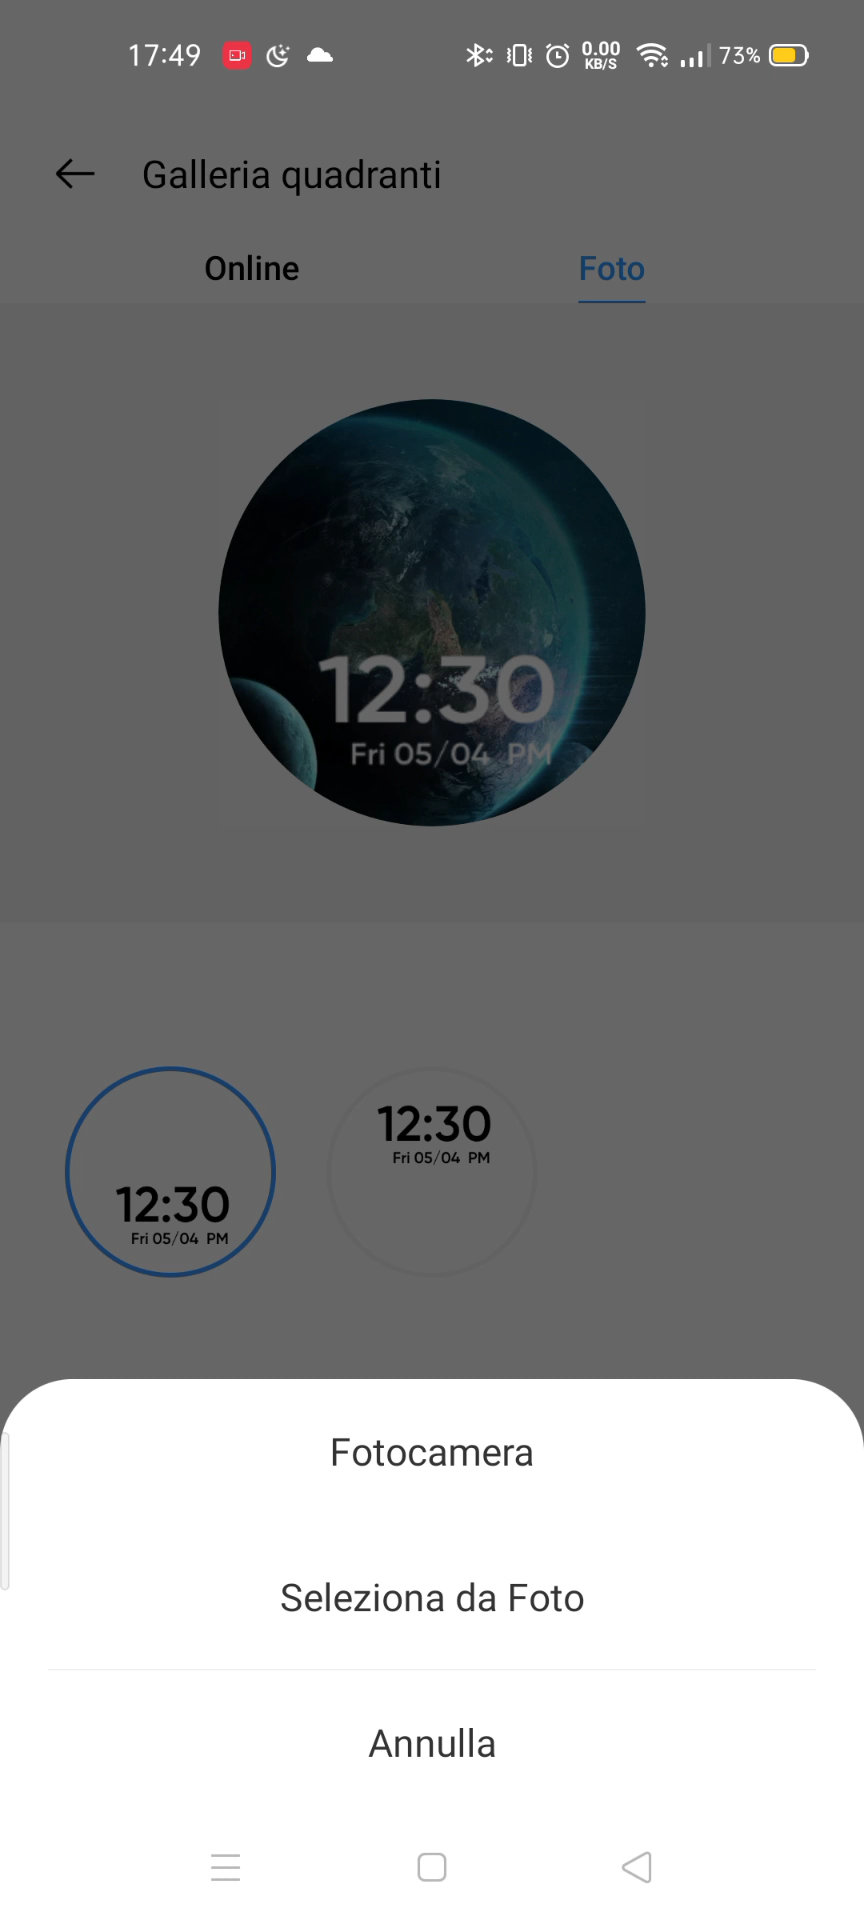 17:49
0.00
KB/S
73%
Galleria quadranti
Online
Foto
12:30
Fri 05/04 PM
12:30
Fri 05/04 PM
12:30
Fri 05/04 PM
Fotocamera
Seleziona da Foto
Annulla